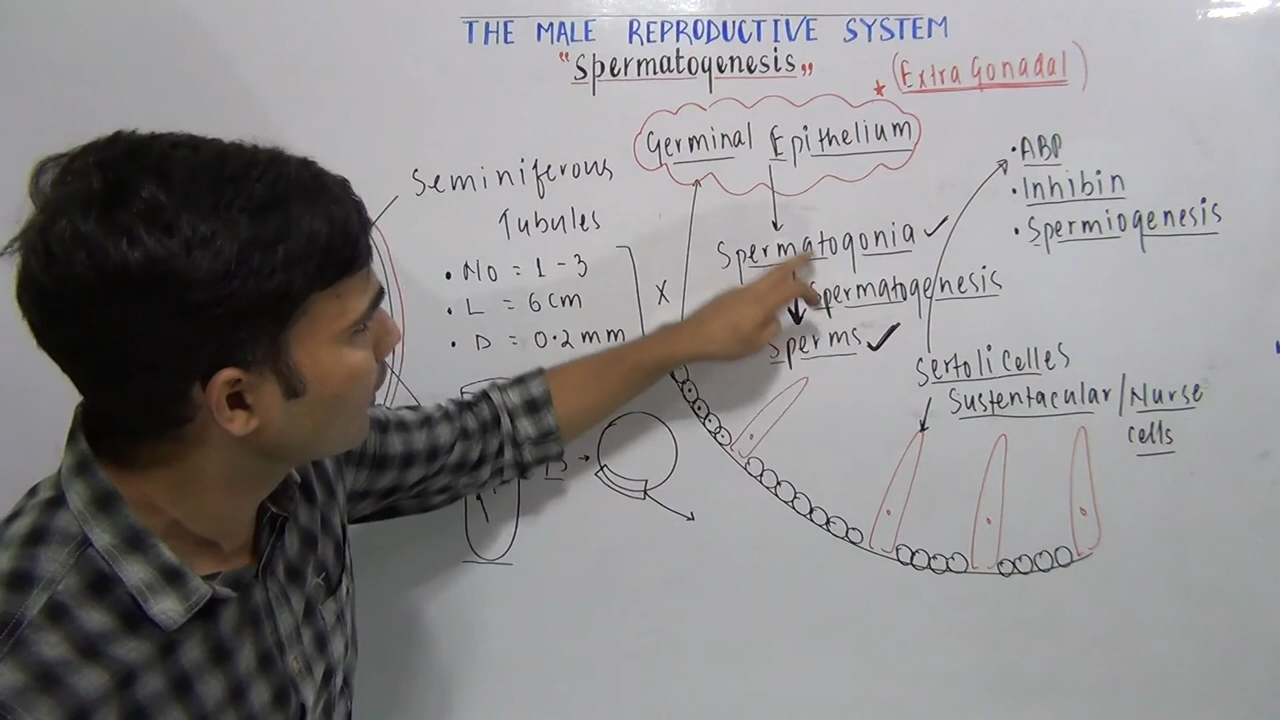 THE MALE REPRODUCTIVE SYSTEM
"Spermatogenesis"
* (Extra Gonadal)
Germinal Epithelium
Seminiferous
Tubules
• No = 1 - 3
• L = 6 cm
• D = 0.2 mm
X
Spermatogonia ✓
Spermatogenesis
Sperms ✓
• ABP
• Inhibin
• Spermiogenesis
Sertoli celles
Sustentacular/Nurse
cells